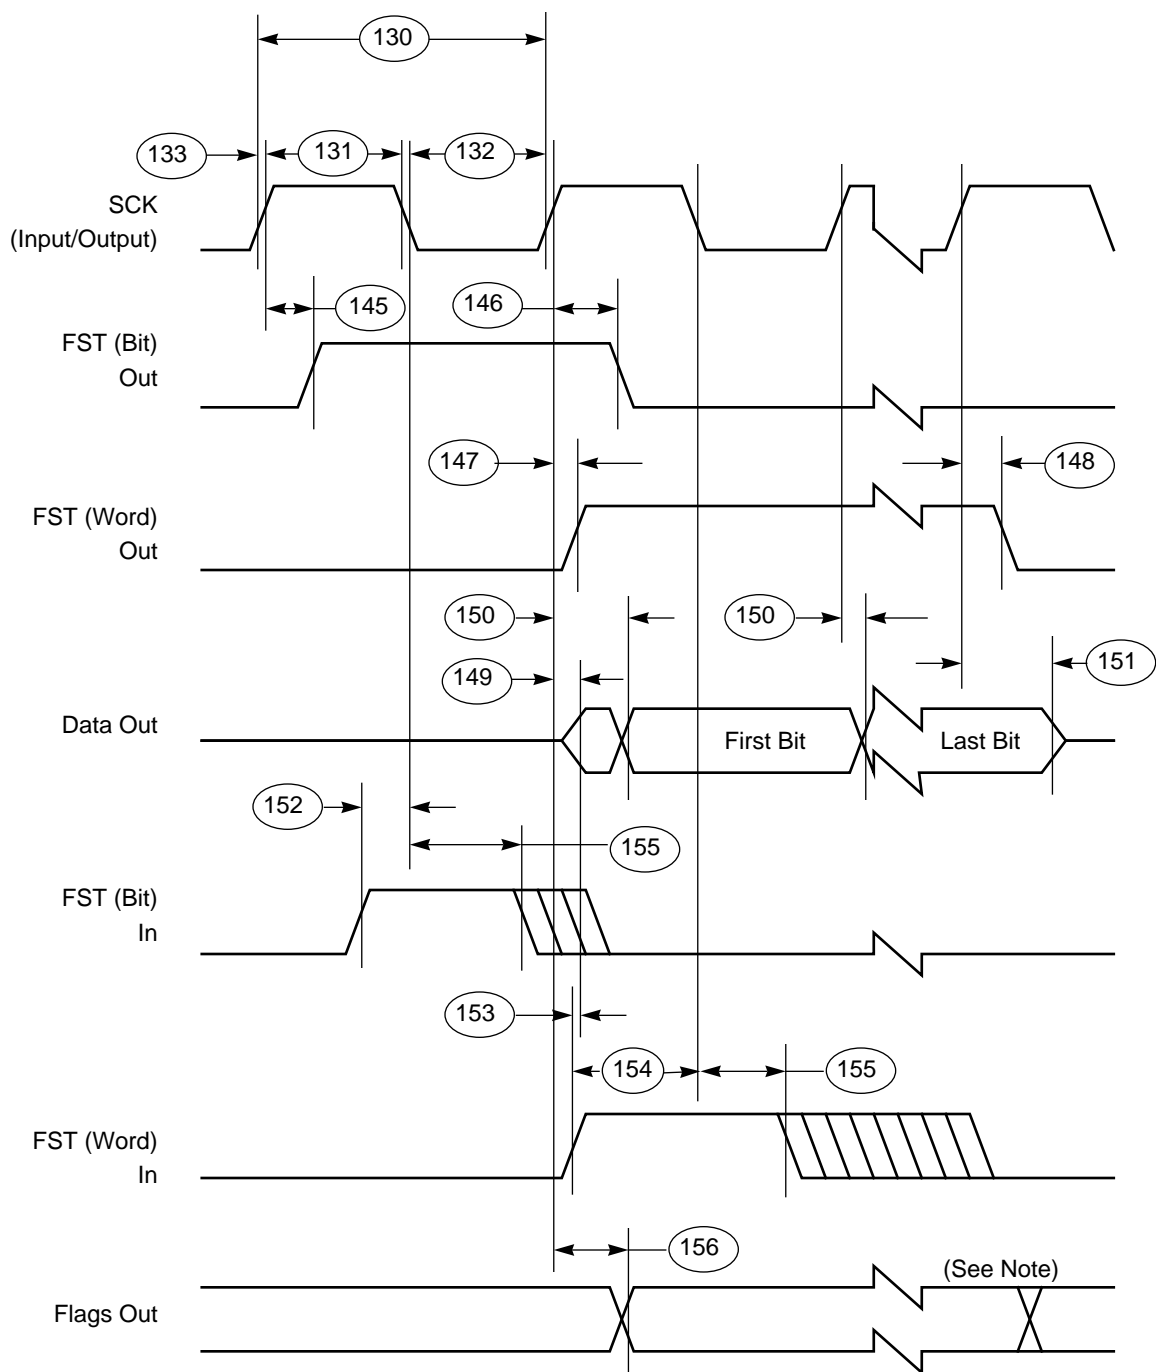 130
133
131
132
SCK
(Input/Output)
145
146
FST (Bit)
Out
147
148
FST (Word)
Out
150
150
149
151
Data Out
First Bit
Last Bit
152
155
FST (Bit)
In
153
154
155
FST (Word)
In
156
(See Note)
Flags Out